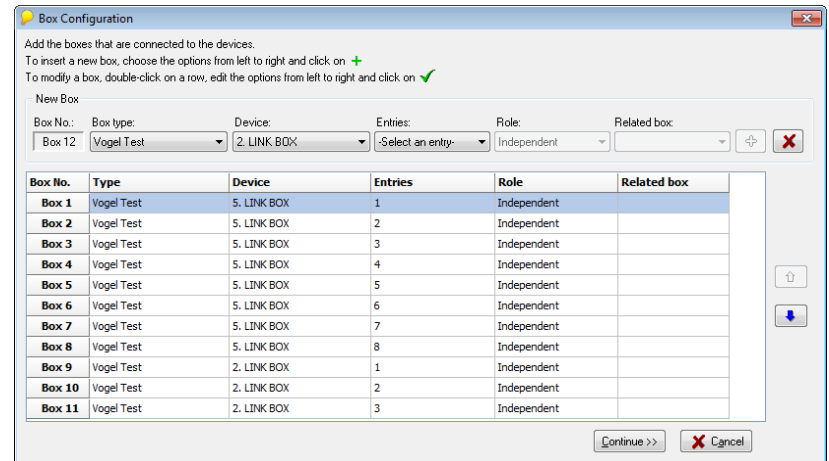 Box Configuration
Add the boxes that are connected to the devices.
To insert a new box, choose the options from left to right and click on
To modify a box, double-click on a row, edit the options from left to right and click on
New Box
Box No.: Box type: Device: Entries: Role: Related box:
Box 12 Vogel Test 2. LINK BOX -Select an entry- Independent
Box No. Type Device Entries Role Related box
Box 1 Vogel Test 5. LINK BOX 1 Independent
Box 2 Vogel Test 5. LINK BOX 2 Independent
Box 3 Vogel Test 5. LINK BOX 3 Independent
Box 4 Vogel Test 5. LINK BOX 4 Independent
Box 5 Vogel Test 5. LINK BOX 5 Independent
Box 6 Vogel Test 5. LINK BOX 6 Independent
Box 7 Vogel Test 5. LINK BOX 7 Independent
Box 8 Vogel Test 5. LINK BOX 8 Independent
Box 9 Vogel Test 2. LINK BOX 1 Independent
Box 10 Vogel Test 2. LINK BOX 2 Independent
Box 11 Vogel Test 2. LINK BOX 3 Independent
Continue >> Cancel